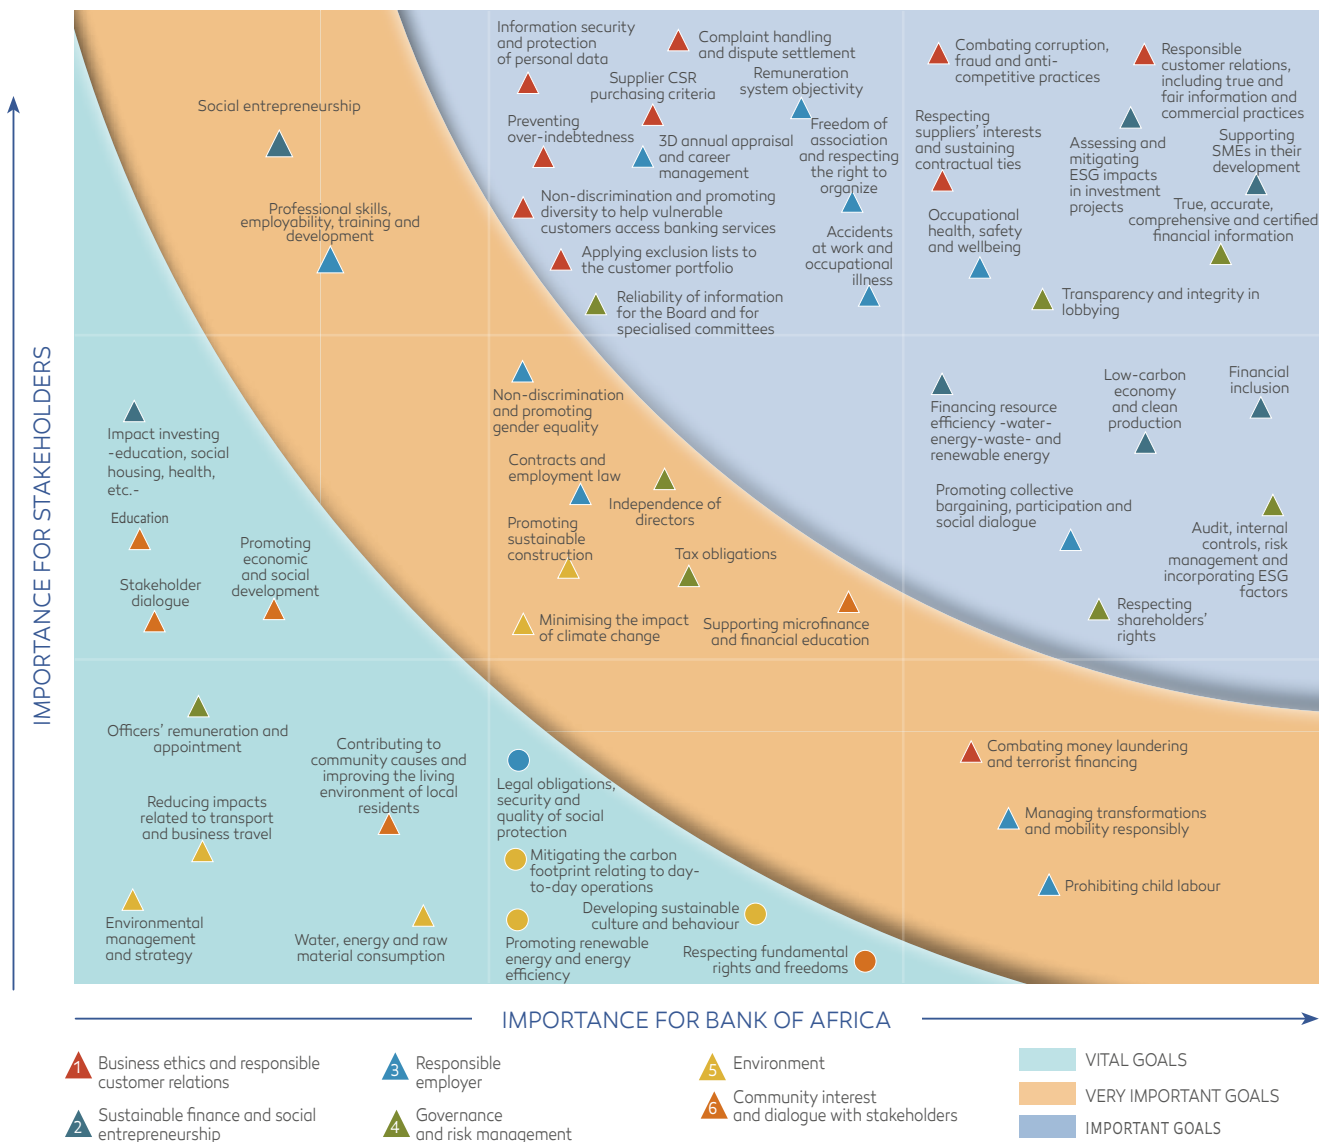 Information security
and protection
of personal data
Complaint handling
and dispute settlement
Combating corruption,
fraud and anti-
competitive practices
Responsible
customer relations,
including true and
fair information and
commercial practices
Supplier CSR
purchasing criteria
Remuneration
system objectivity
Social entrepreneurship
Preventing
over-indebtedness
3D annual appraisal
and career
management
Freedom of
association
and respecting
the right to
organize
Respecting
suppliers' interests
and sustaining
contractual ties
Assessing and
mitigating
ESG impacts
in investment
projects
Supporting
SMEs in their
development
Professional skills,
employability, training and
development
Non-discrimination and promoting
diversity to help vulnerable
customers access banking services
True, accurate,
comprehensive and certified
financial information
Occupational
health, safety
and wellbeing
Accidents
at work and
occupational
illness
Applying exclusion lists to
the customer portfolio
Reliability of information
for the Board and for
specialised committees
Transparency and integrity in
lobbying
IMPORTANCE FOR STAKEHOLDERS
Non-discrimination
and promoting
gender equality
Financing resource
efficiency -water-
energy-waste- and
renewable energy
Low-carbon
economy
and clean
production
Financial
inclusion
Impact investing
-education, social
housing, health,
etc.-
Contracts and
employment law
Independence of
directors
Promoting collective
bargaining, participation and
social dialogue
Education
Promoting
sustainable
construction
Audit, internal
controls, risk
management and
incorporating ESG
factors
Promoting
economic
and social
development
Tax obligations
Stakeholder
dialogue
Minimising the impact
of climate change
Supporting microfinance
and financial education
Respecting
shareholders'
rights
Officers' remuneration and
appointment
Contributing to
community causes and
improving the living
environment of local
residents
Combating money laundering
and terrorist financing
Legal obligations,
security and
quality of social
protection
Reducing impacts
related to transport
and business travel
Managing transformations
and mobility responsibly
Mitigating the carbon
footprint relating to day-
to-day operations
Prohibiting child labour
Environmental
management
and strategy
Water, energy and raw
material consumption
Developing sustainable
culture and behaviour
Promoting renewable
energy and energy
efficiency
Respecting fundamental
rights and freedoms
IMPORTANCE FOR BANK OF AFRICA
1 Business ethics and responsible
customer relations
2 Sustainable finance and social
entrepreneurship
3 Responsible
employer
4 Governance
and risk management
5 Environment
6 Community interest
and dialogue with stakeholders
VITAL GOALS
VERY IMPORTANT GOALS
IMPORTANT GOALS